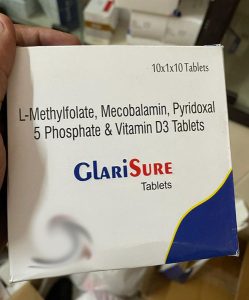 10x1x10 Tablets
L-Methylfolate, Mecobalamin, Pyridoxal
5 Phosphate & Vitamin D3 Tablets
GLARISURE
Tablets